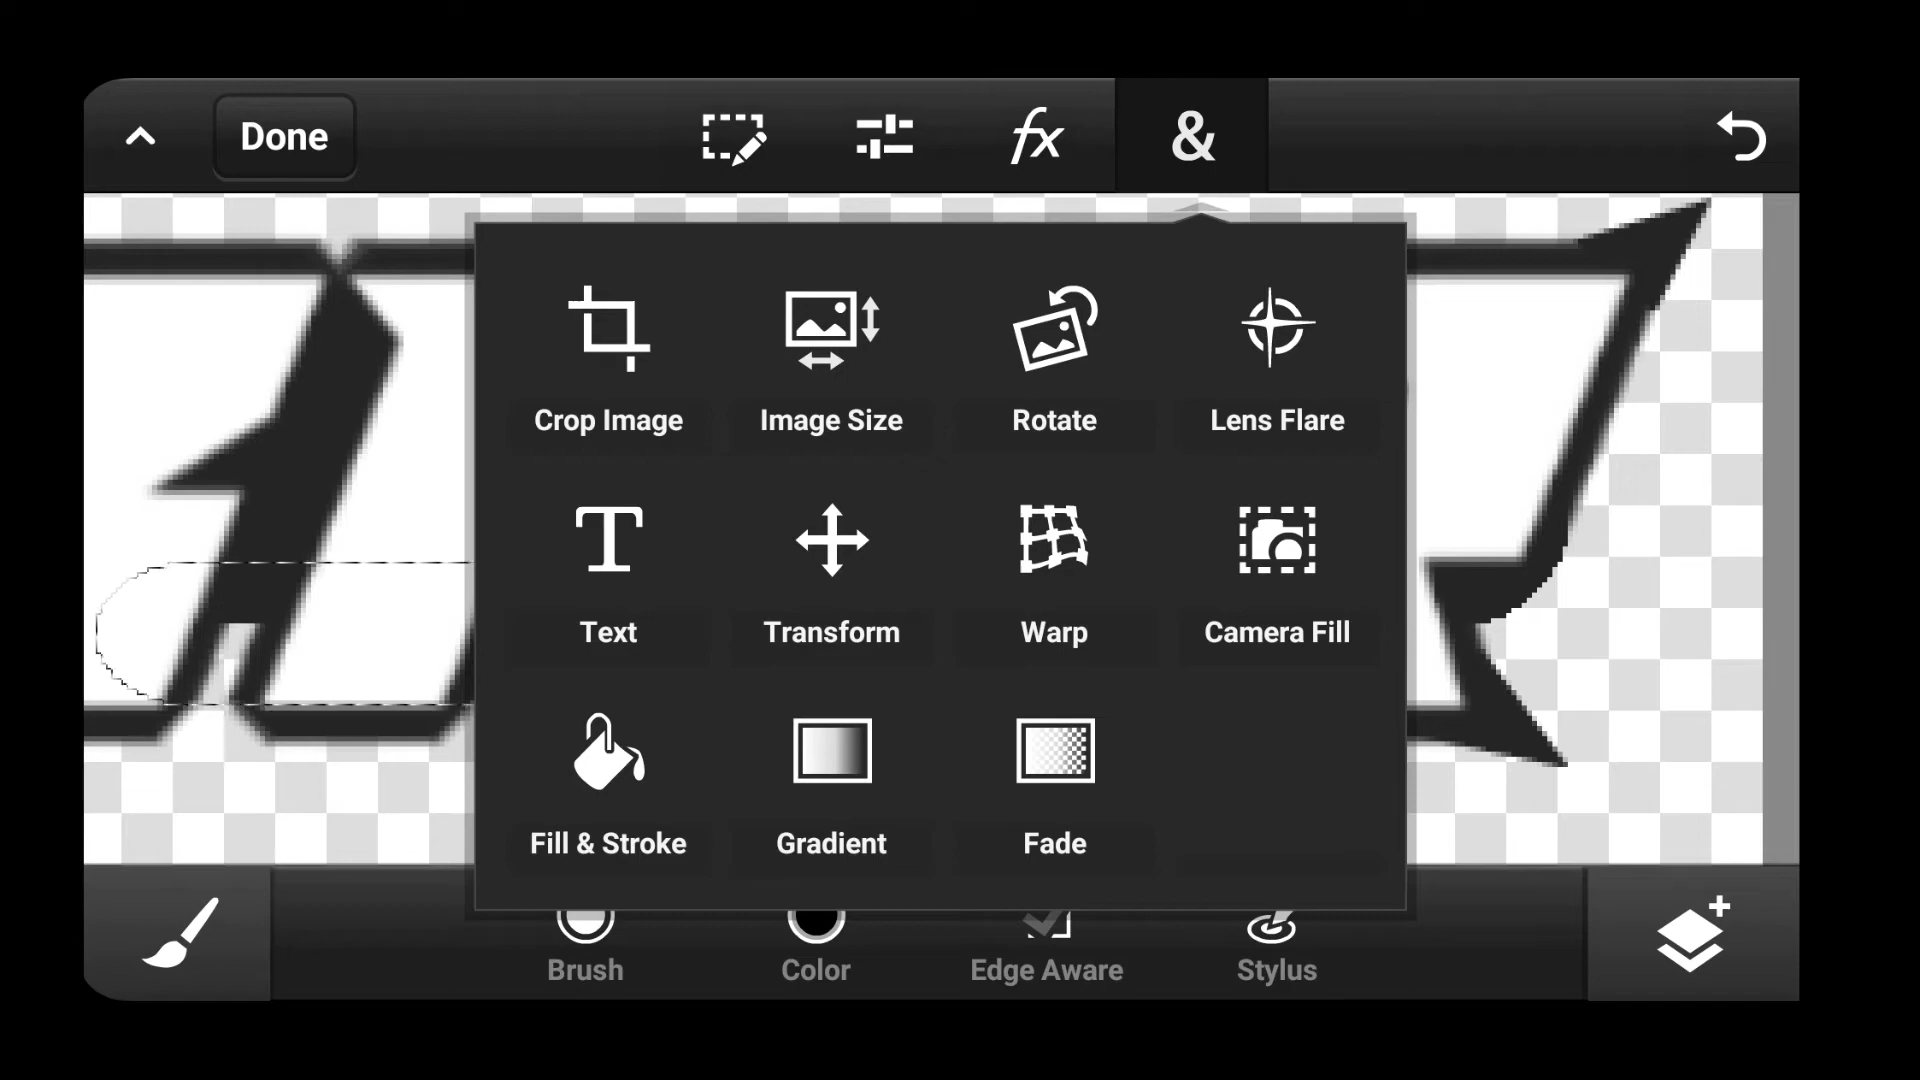 Done fx &
Crop Image Image Size Rotate Lens Flare
Text Transform Warp Camera Fill
Fill & Stroke Gradient Fade
Brush Color Edge Aware Stylus